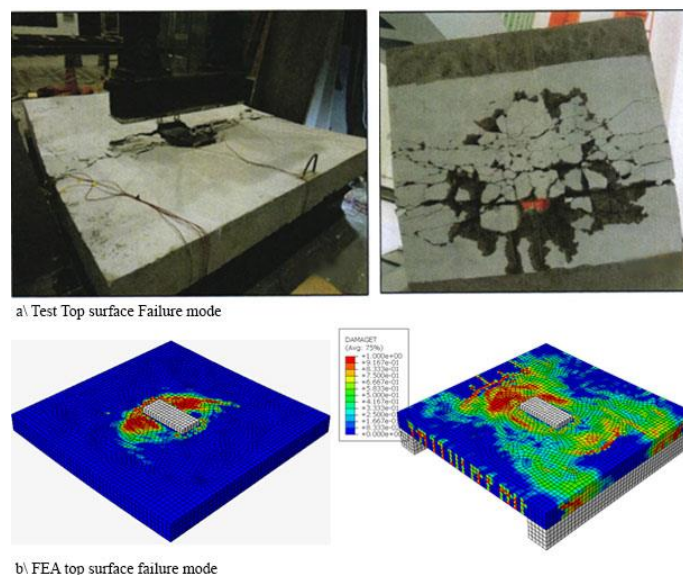 a\ Test Top surface Failure mode
DAMAGET
(Avg: 75%)
+1.000e+00
+9.167e-01
+8.333e-01
+7.500e-01
+6.667e-01
+5.833e-01
+5.000e-01
+4.167e-01
+3.333e-01
+2.500e-01
+1.667e-01
+8.333e-02
+0.000e+00
b\ FEA top surface failure mode